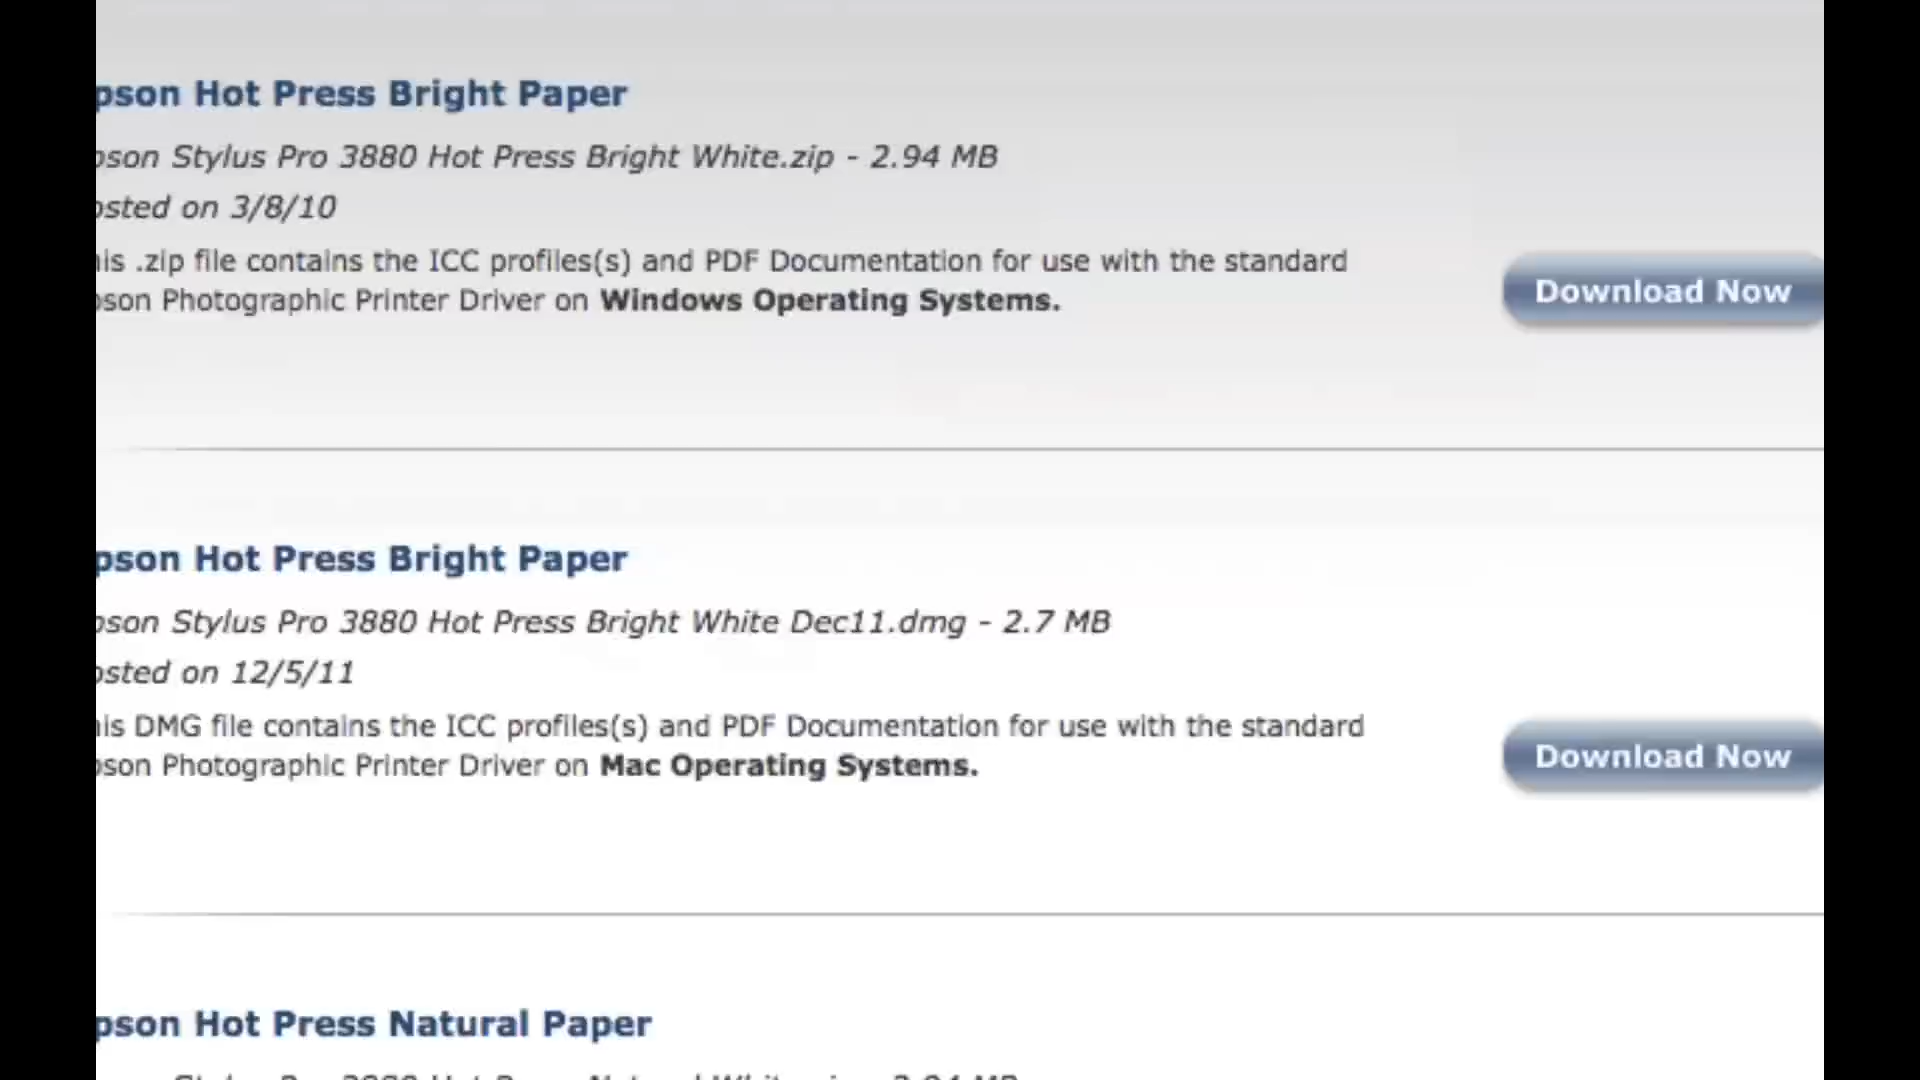 pson Hot Press Bright Paper
pson Stylus Pro 3880 Hot Press Bright White.zip - 2.94 MB
osted on 3/8/10
is .zip file contains the ICC profiles(s) and PDF Documentation for use with the standard
pson Photographic Printer Driver on Windows Operating Systems.
Download Now
pson Hot Press Bright Paper
pson Stylus Pro 3880 Hot Press Bright White Dec11.dmg - 2.7 MB
osted on 12/5/11
is DMG file contains the ICC profiles(s) and PDF Documentation for use with the standard
pson Photographic Printer Driver on Mac Operating Systems.
Download Now
pson Hot Press Natural Paper